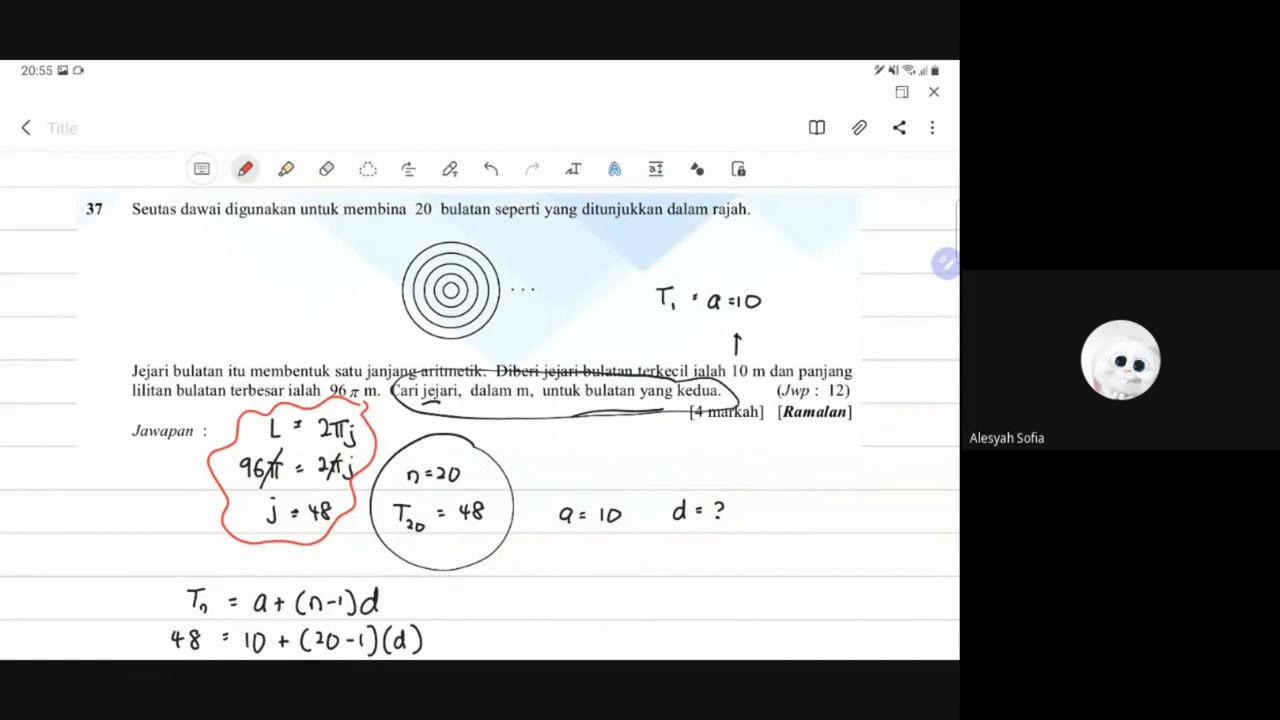 20:55
Title
37 Seutas dawai digunakan untuk membina 20 bulatan seperti yang ditunjukkan dalam rajah.
...
T₁ = a = 10
↑
Jejari bulatan itu membentuk satu janjang aritmetik. Diberi jejari bulatan terkecil ialah 10 m dan panjang
lilitan bulatan terbesar ialah 96π m. Cari jejari, dalam m, untuk bulatan yang kedua. (Jwp : 12)
[4 markah] [Ramalan]
Jawapan :
L = 2πj
96π = 2πj
j = 48
n = 20
T₂₀ = 48
a = 10 d = ?
Tₙ = a + (n-1)d
48 = 10 + (20-1)(d)
Alesyah Sofia